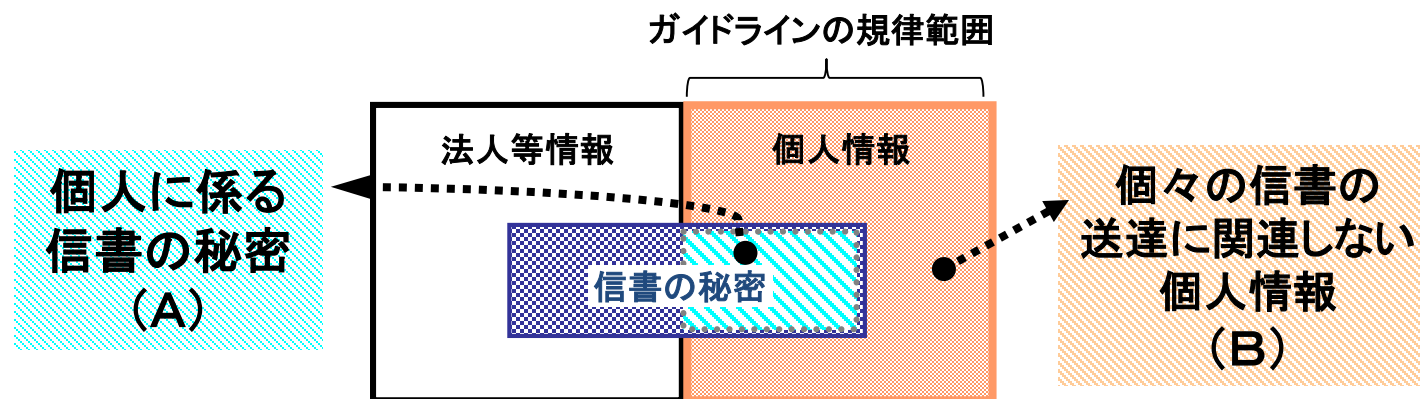 ガイドラインの規律範囲
法人等情報
個人情報
個人に係る
信書の秘密
(A)
信書の秘密
個々の信書の
送達に関連しない
個人情報
(B)